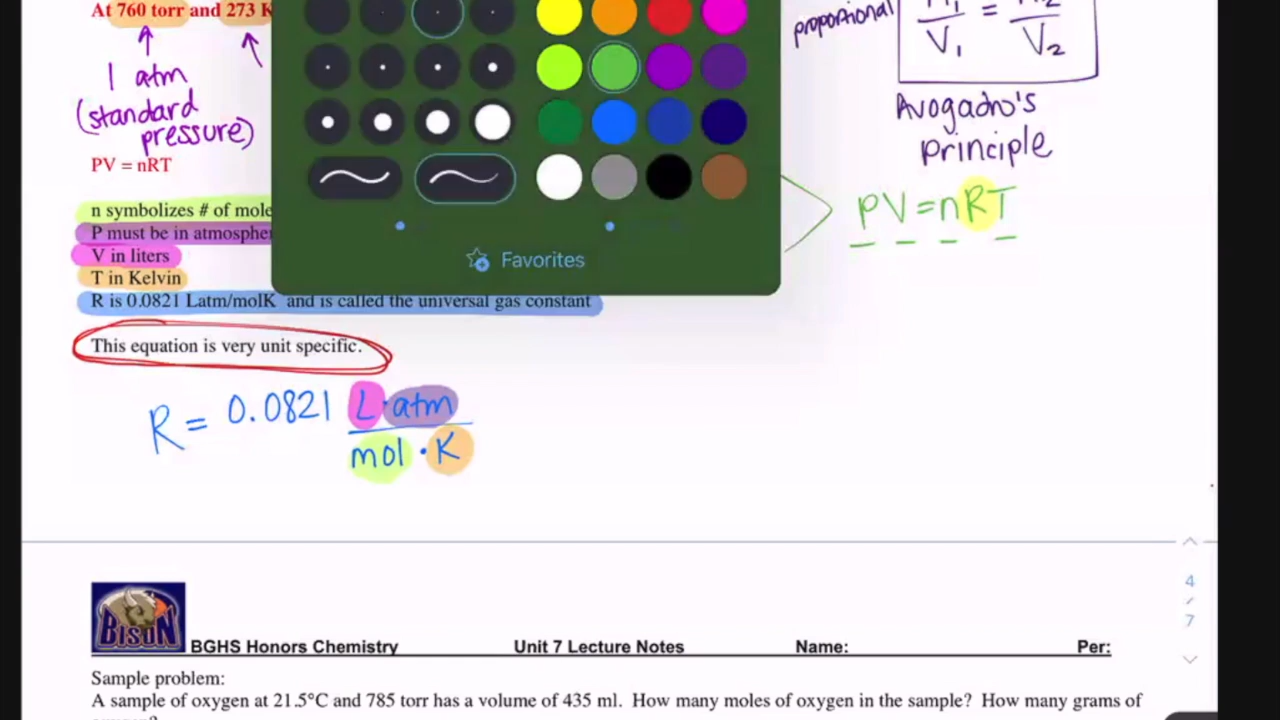 At 760 torr and 273 K
1 atm
(standard
pressure)
PV = nRT
n symbolizes # of mole
P must be in atmospher
V in liters
T in Kelvin
R is 0.0821 Latm/molK and is called the universal gas constant
This equation is very unit specific.
R = 0.0821 L·atm
mol · K
Favorites
proportional
=
V₁ V₂
Avogadro's
principle
PV=nRT
4
/
7
BISON
BGHS Honors Chemistry Unit 7 Lecture Notes Name: Per:
Sample problem:
A sample of oxygen at 21.5°C and 785 torr has a volume of 435 ml. How many moles of oxygen in the sample? How many grams of